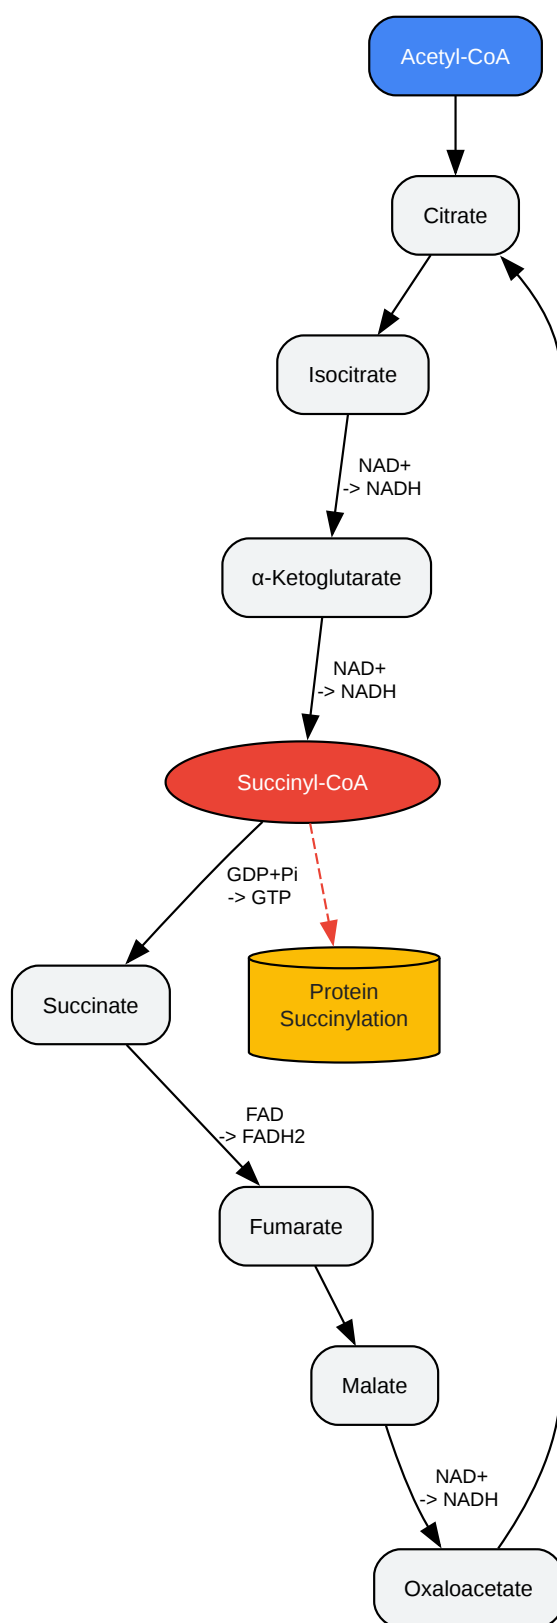 Acetyl-CoA
Citrate
Isocitrate
NAD+
-> NADH
α-Ketoglutarate
NAD+
-> NADH
Succinyl-CoA
GDP+Pi
-> GTP
Protein
Succinylation
Succinate
FAD
-> FADH2
Fumarate
Malate
NAD+
-> NADH
Oxaloacetate